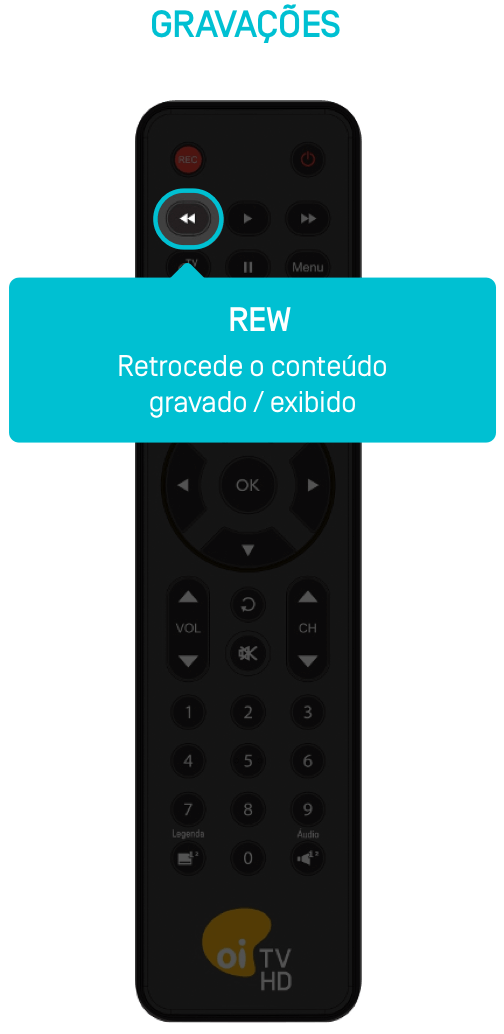 GRAVAÇÕES
REC
TV
Menu
REW
Retrocede o conteúdo
gravado / exibido
OK
VOL
CH
1 2 3
4 5 6
7 8 9
Legenda Áudio
0
oi TV
HD